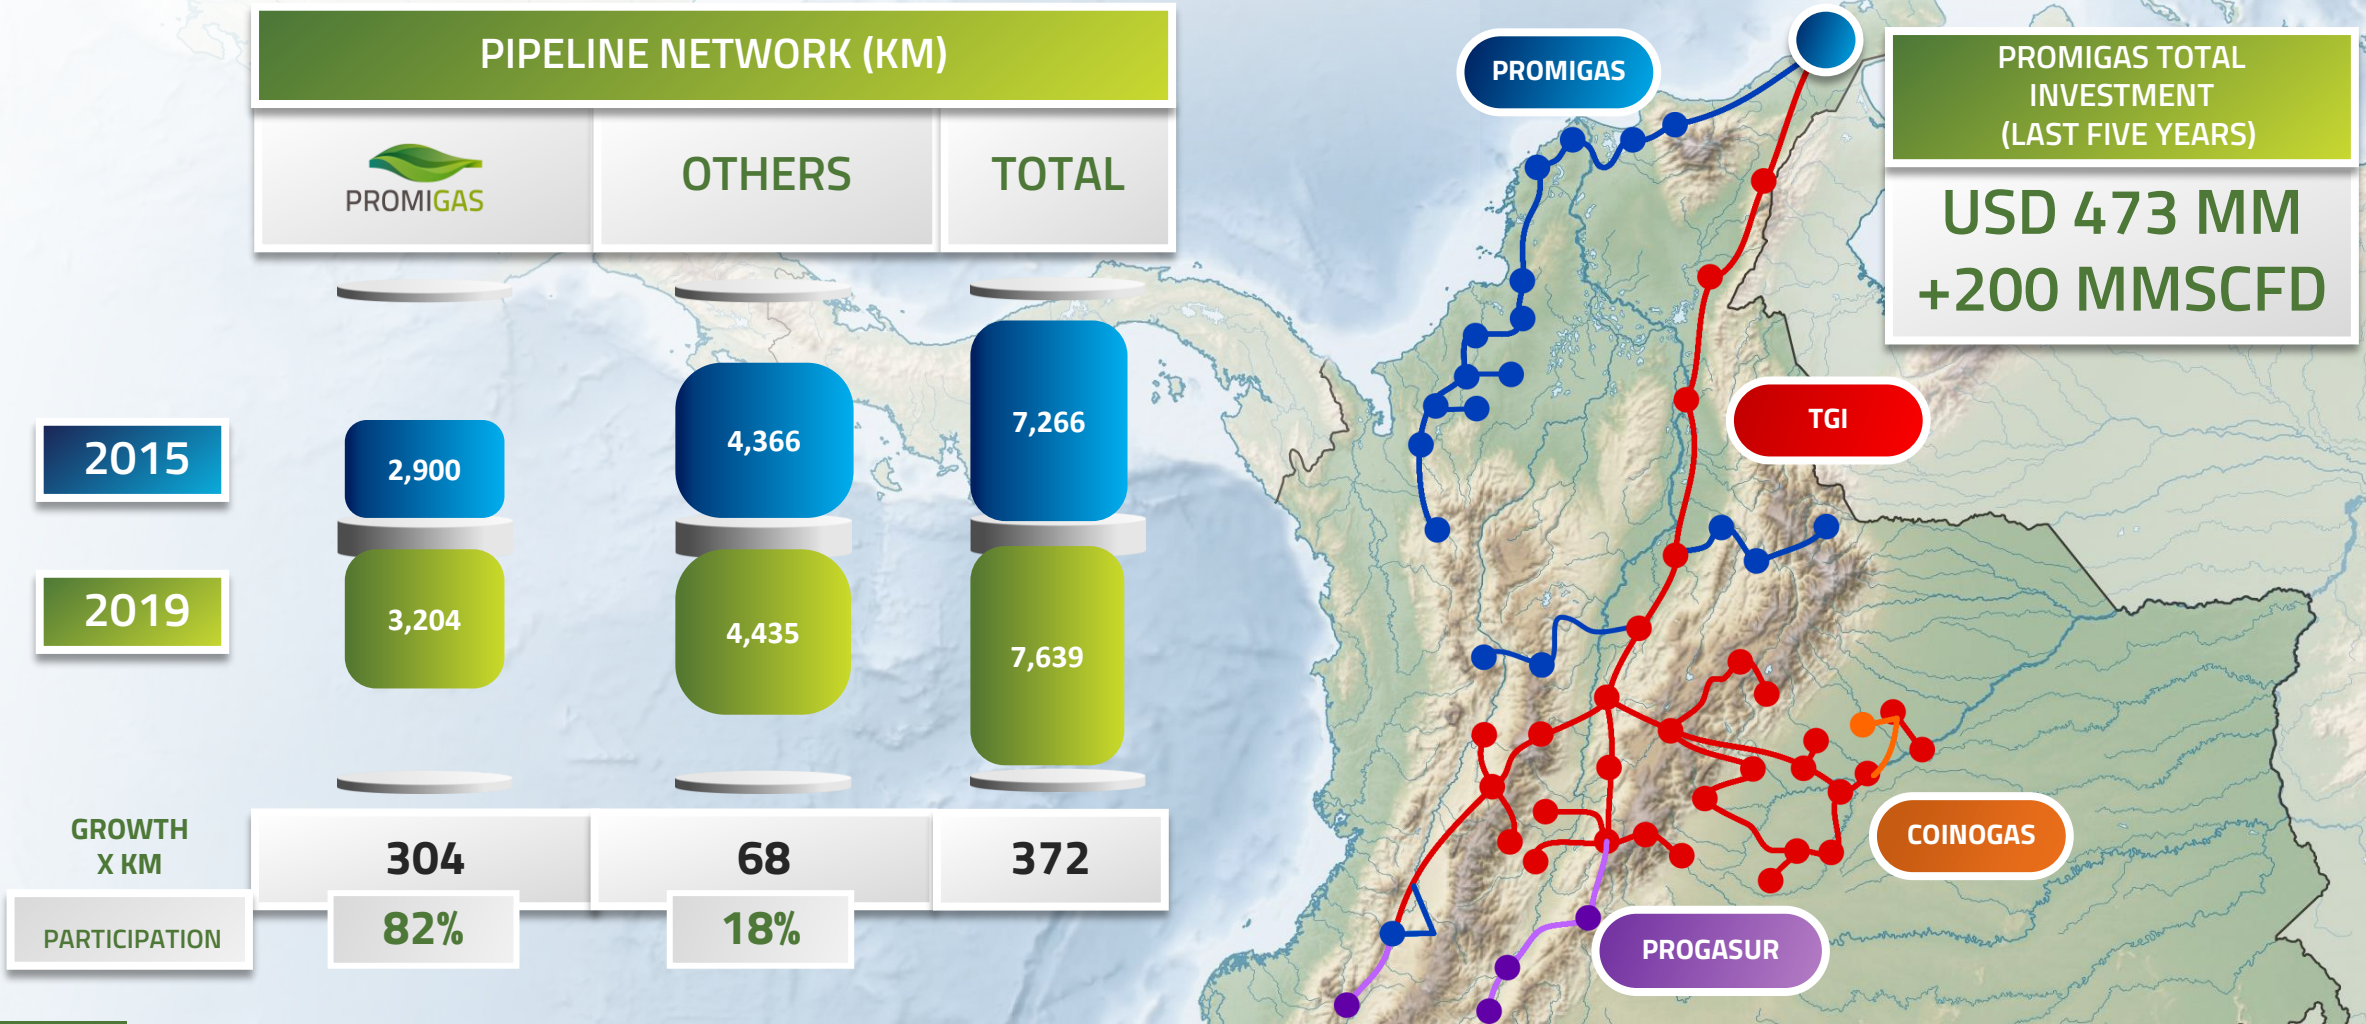 PIPELINE NETWORK (KM)
PROMIGAS
OTHERS
TOTAL
2015
2,900
4,366
7,266
2019
3,204
4,435
7,639
GROWTH
X KM
304
68
372
PARTICIPATION
82%
18%
PROMIGAS
TGI
COINOGAS
PROGASUR
PROMIGAS TOTAL
INVESTMENT
(LAST FIVE YEARS)
USD 473 MM
+200 MMSCFD